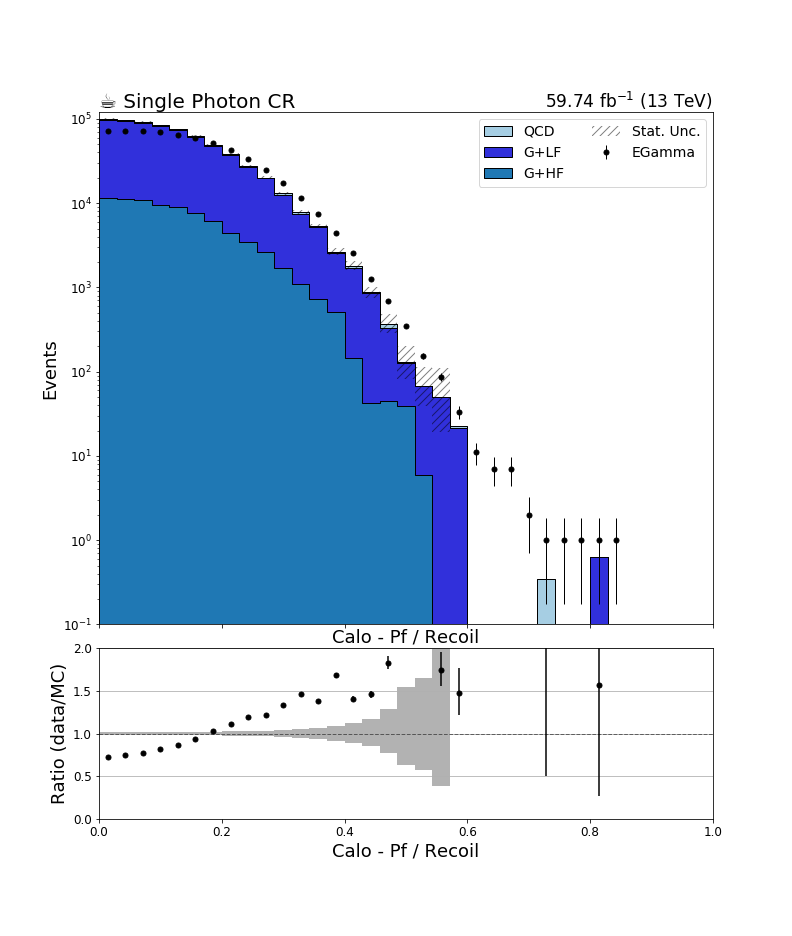 ☕ Single Photon CR 59.74 fb⁻¹ (13 TeV)
QCD
G+LF
G+HF
Stat. Unc.
EGamma
Events
10⁵
10⁴
10³
10²
10¹
10⁰
10⁻¹
Calo - Pf / Recoil
Ratio (data/MC)
2.0
1.5
1.0
0.5
0.0
0.0 0.2 0.4 0.6 0.8 1.0
Calo - Pf / Recoil